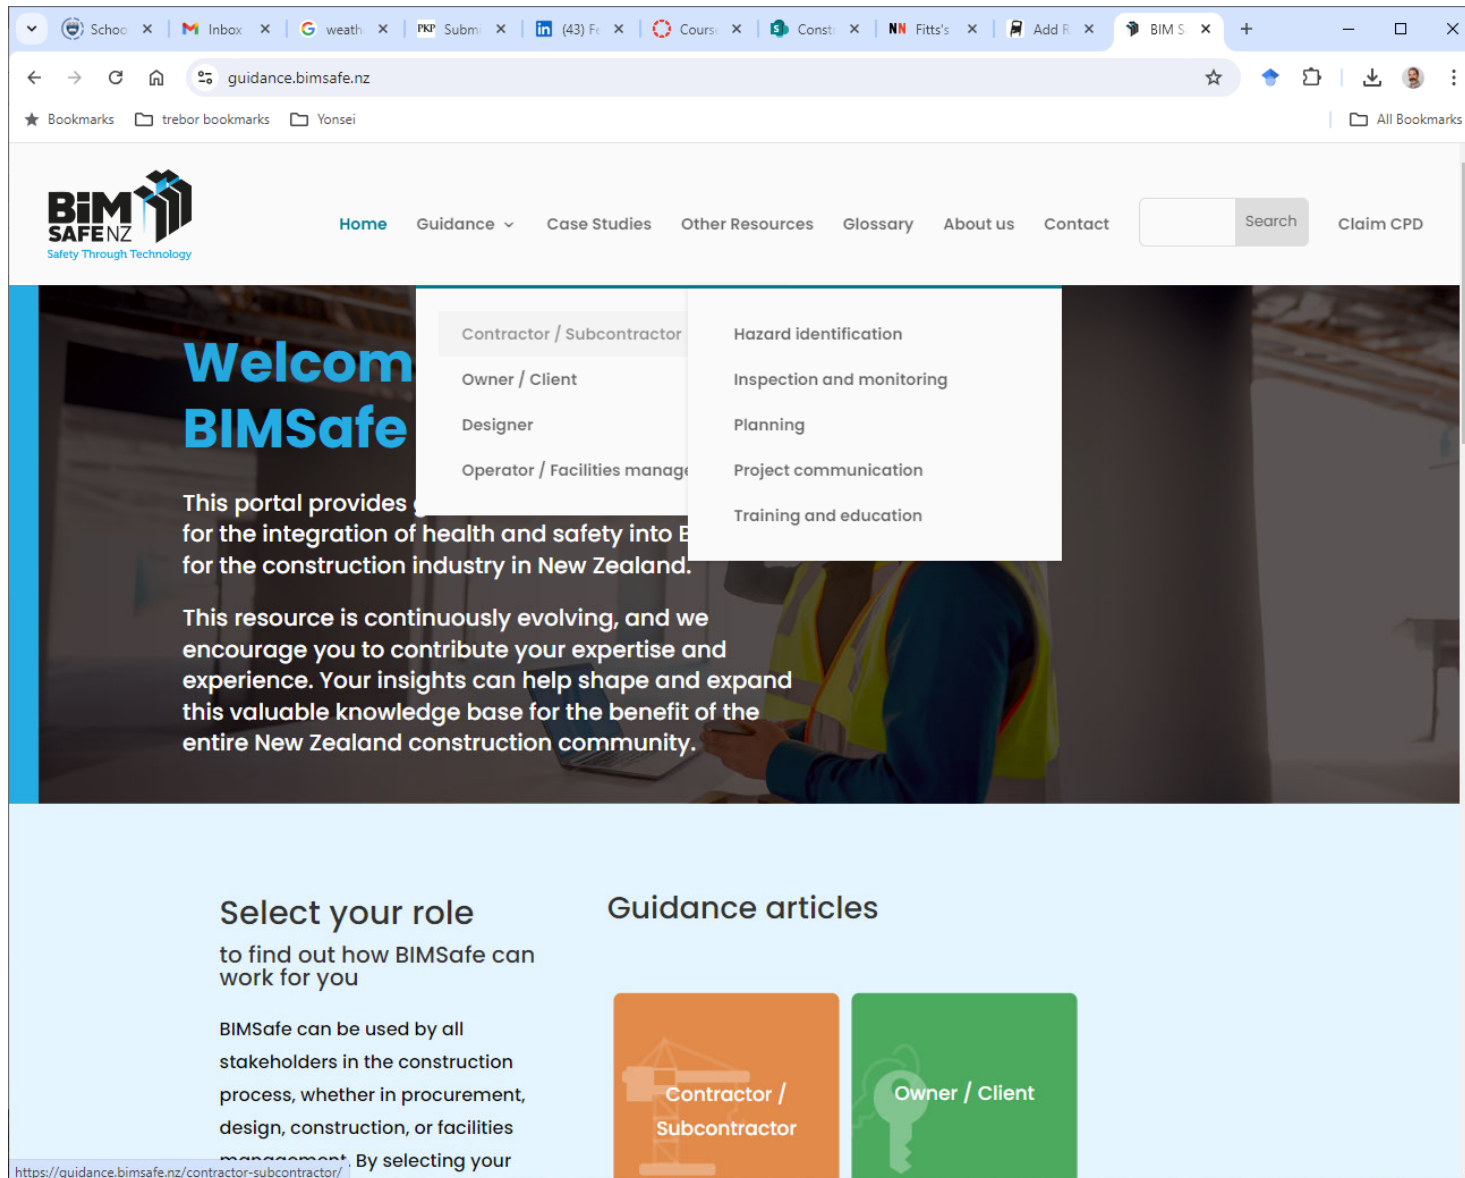 Schoo
Inbox
weath
PKP Submi
(43) Fe
Cours
Consti
NN Fitts's
Add R
BIM S
guidance.bimsafe.nz
Bookmarks
trebor bookmarks
Yonsei
All Bookmarks
BIM
SAFENZ
Safety Through Technology
Home
Guidance
Case Studies
Other Resources
Glossary
About us
Contact
Search
Claim CPD
Contractor / Subcontractor
Owner / Client
Designer
Operator / Facilities manage
Hazard identification
Inspection and monitoring
Planning
Project communication
Training and education
Welcom
BIMSafe
This portal provides
for the integration of health and safety into B
for the construction industry in New Zealand.
This resource is continuously evolving, and we
encourage you to contribute your expertise and
experience. Your insights can help shape and expand
this valuable knowledge base for the benefit of the
entire New Zealand construction community.
Select your role
to find out how BIMSafe can
work for you
BIMSafe can be used by all
stakeholders in the construction
process, whether in procurement,
design, construction, or facilities
management. By selecting your
Guidance articles
Contractor /
Subcontractor
Owner / Client
https://guidance.bimsafe.nz/contractor-subcontractor/